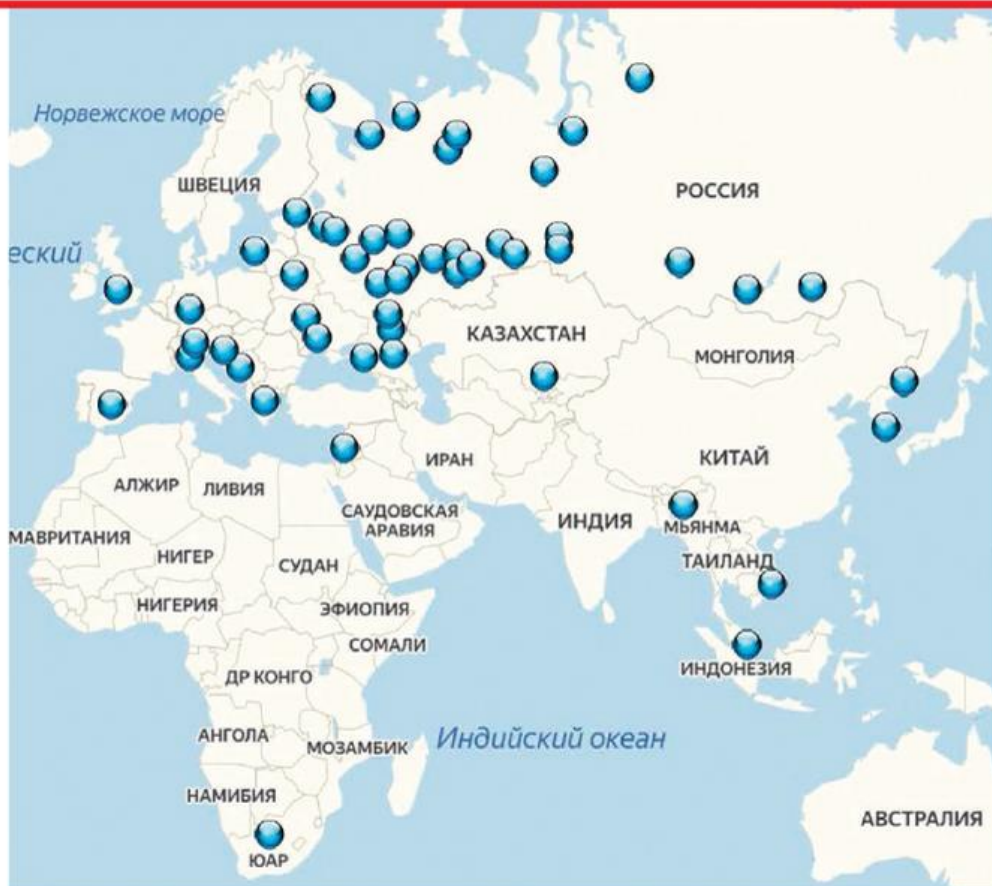 Норвежское море
ШВЕЦИЯ
РОССИЯ
еский
КАЗАХСТАН
МОНГОЛИЯ
КИТАЙ
ИРАН
АЛЖИР
ЛИВИЯ
САУДОВСКАЯ
АРАВИЯ
ИНДИЯ
МЬЯНМА
МАВРИТАНИЯ
НИГЕР
СУДАН
ТАИЛАНД
НИГЕРИЯ
ЭФИОПИЯ
СОМАЛИ
ДР КОНГО
ИНДОНЕЗИЯ
АНГОЛА
МОЗАМБИК
Индийский океан
НАМИБИЯ
АВСТРАЛИЯ
ЮАР